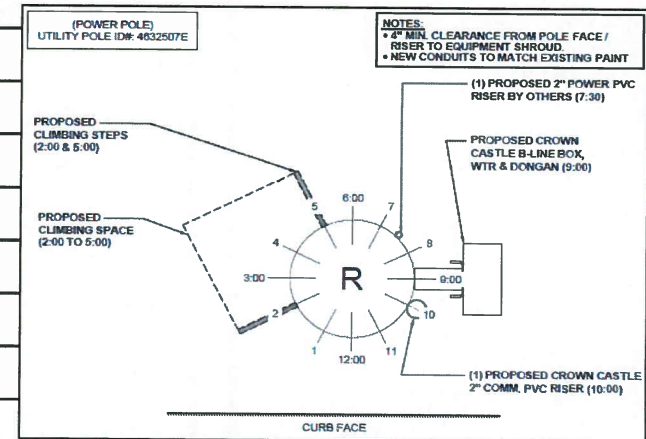 (POWER POLE)
UTILITY POLE ID#: 4632507E
NOTES:
• 4" MIN. CLEARANCE FROM POLE FACE /
RISER TO EQUIPMENT SHROUD.
• NEW CONDUITS TO MATCH EXISTING PAINT
(1) PROPOSED 2" POWER PVC
RISER BY OTHERS (7:30)
PROPOSED
CLIMBING STEPS
(2:00 & 5:00)
PROPOSED CROWN
CASTLE B-LINE BOX,
WTR & DONGAN (9:00)
PROPOSED
CLIMBING SPACE
(2:00 TO 5:00)
5
6:00
7
4
8
3:00
R
9:00
2
10
1
12:00
11
(1) PROPOSED CROWN CASTLE
2" COMM. PVC RISER (10:00)
CURB FACE